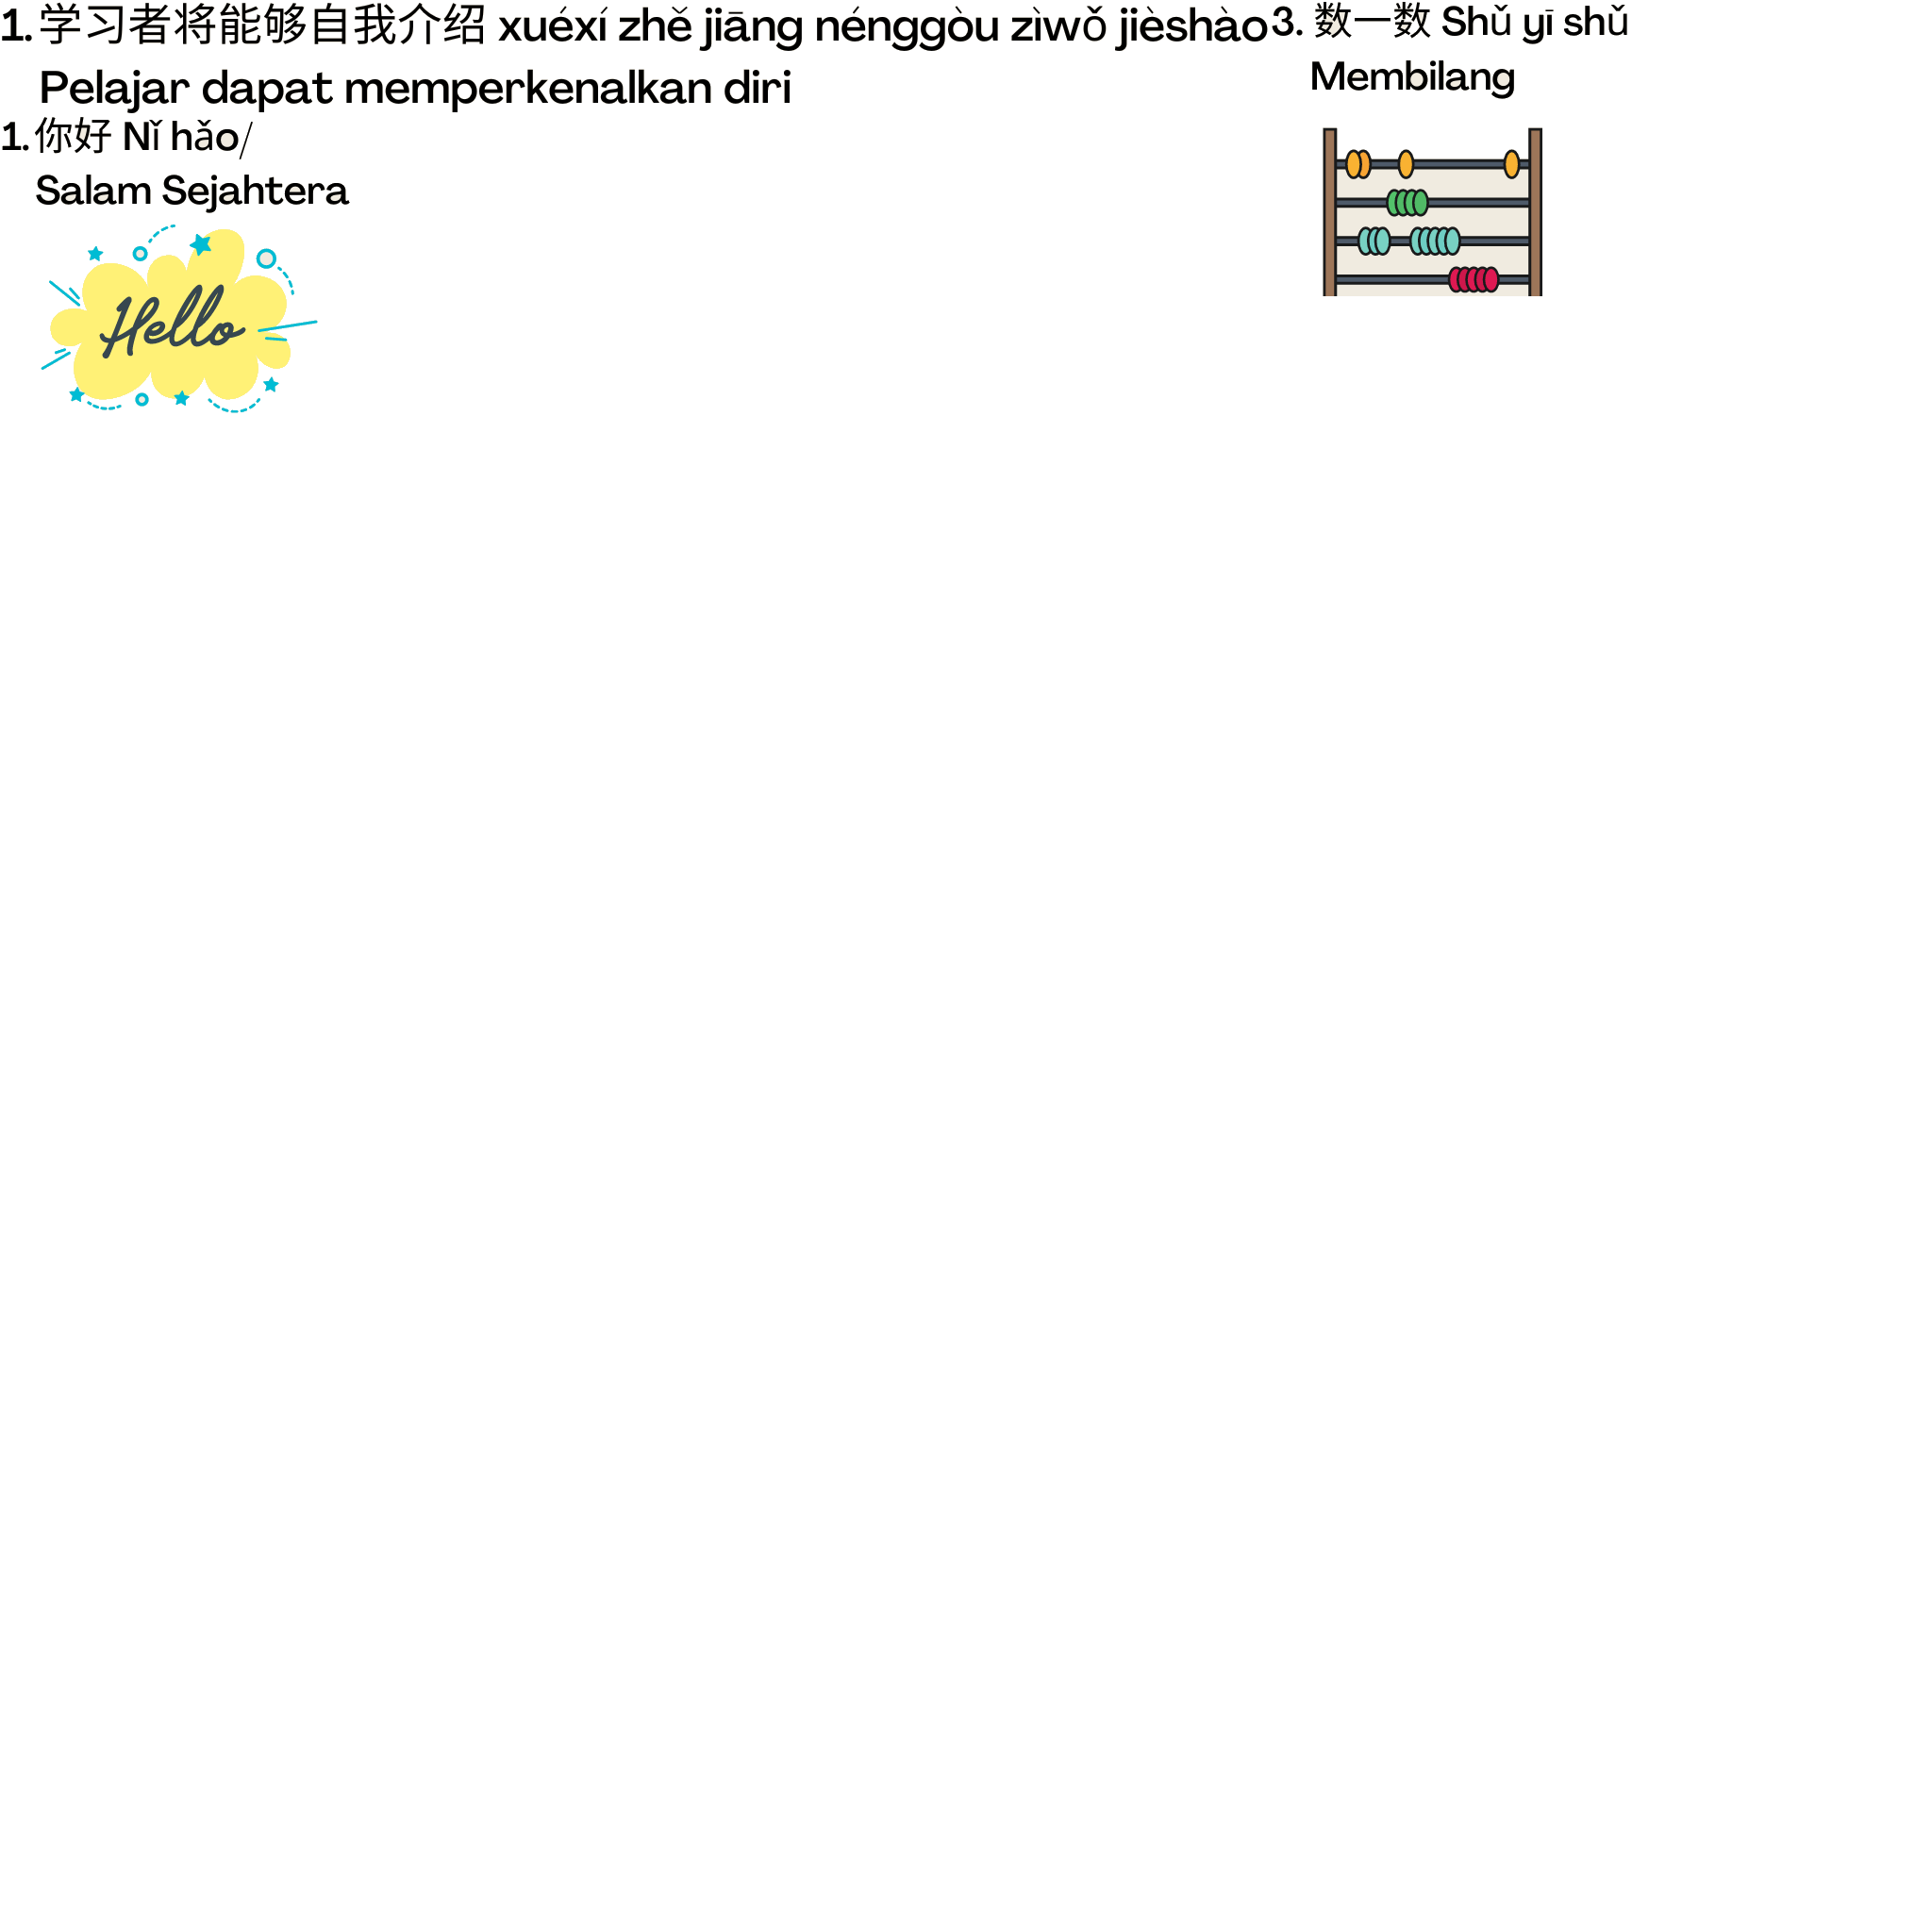 1. 学习者将能够自我介绍 xuéxí zhě jiāng nénggòu zìwǒ jièshào
Pelajar dapat memperkenalkan diri
1. 你好 Nǐ hǎo/
Salam Sejahtera
Hello
3. 数一数 Shǔ yī shǔ
Membilang